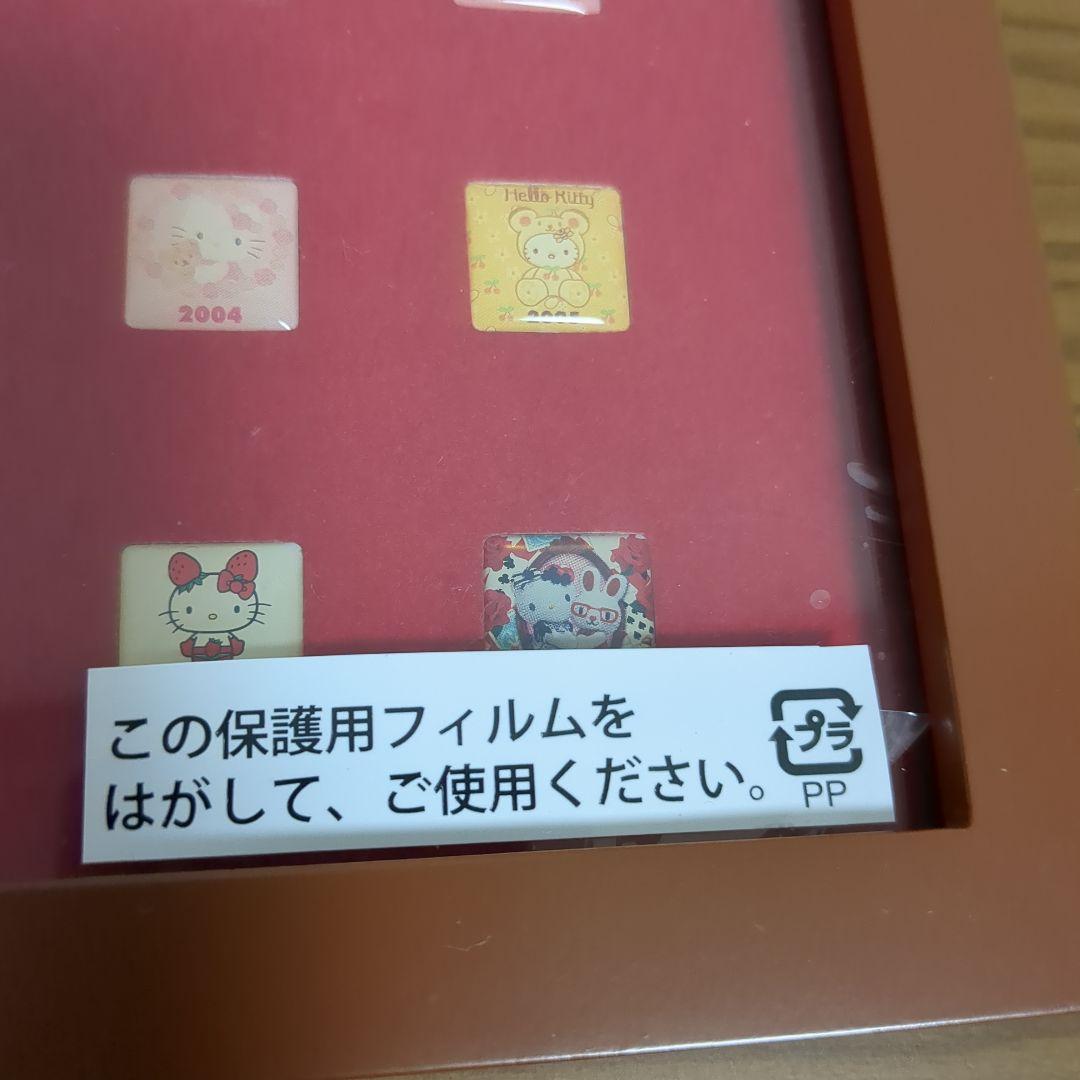 Hello Kitty
2004
2005
この保護用フィルムを
はがして、ご使用ください。
プラ
PP